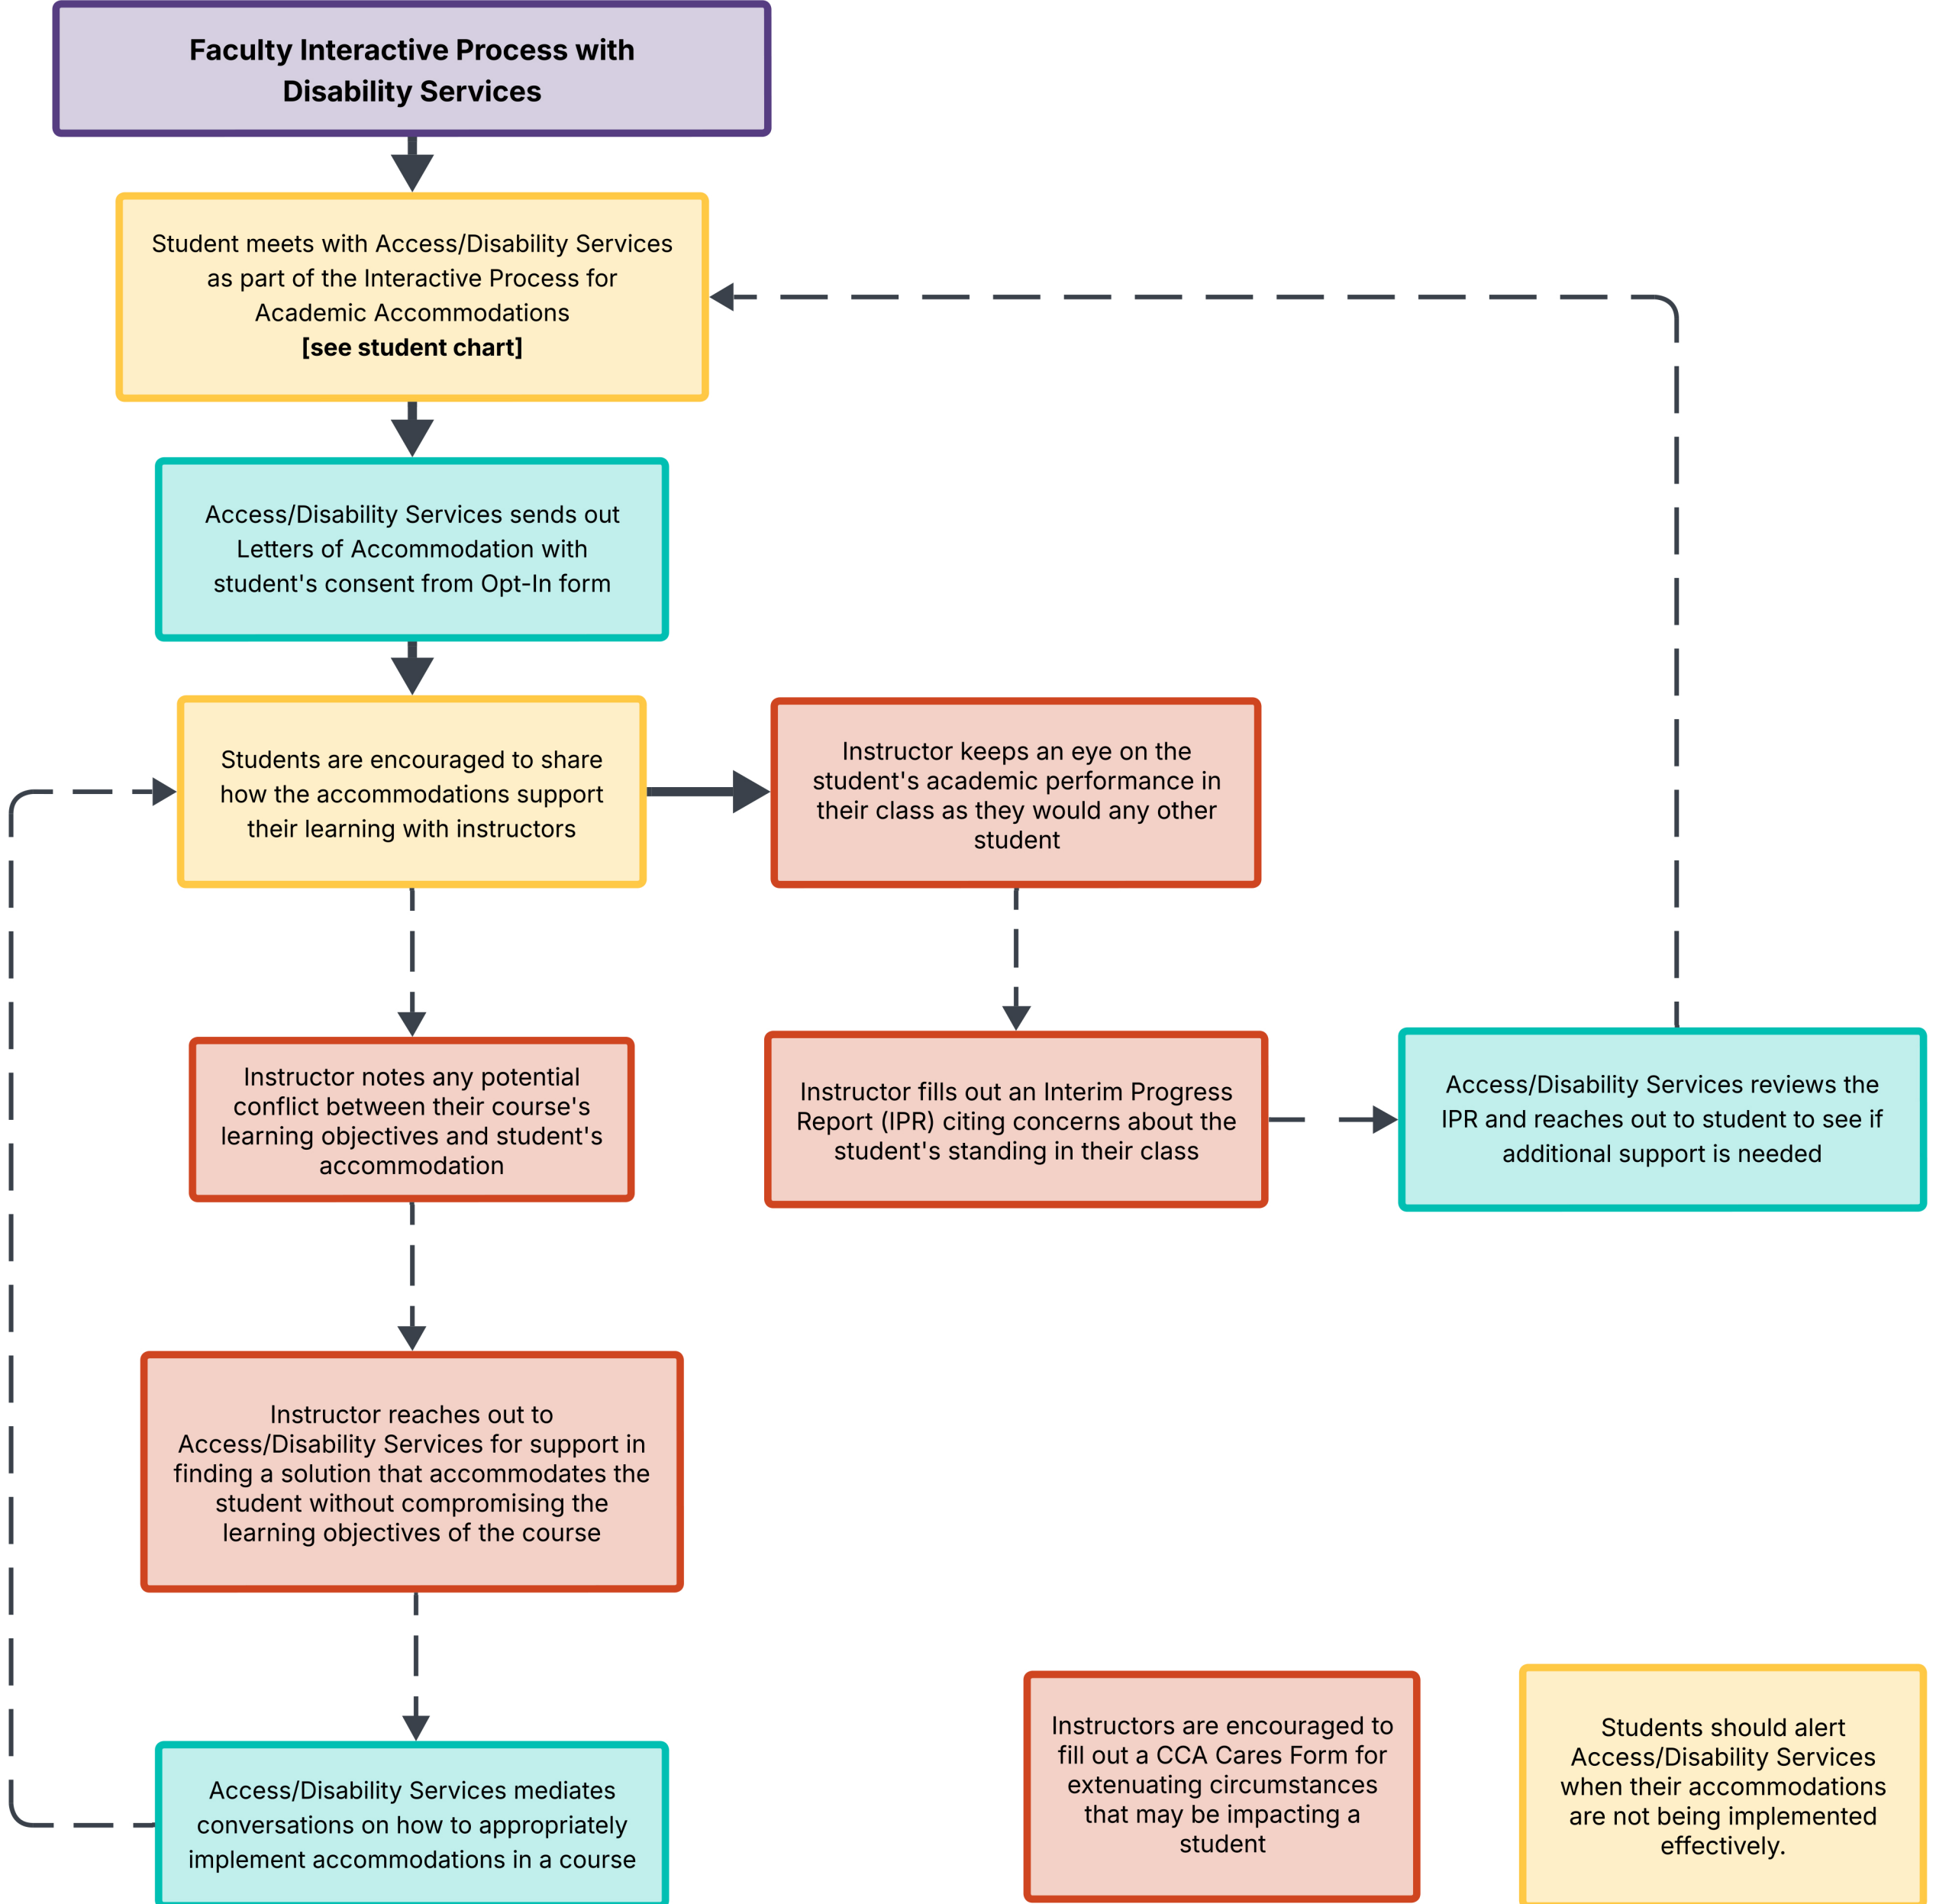 Faculty Interactive Process with
Disability Services
Student meets with Access/Disability Services
as part of the Interactive Process for
Academic Accommodations
[see student chart]
Access/Disability Services sends out
Letters of Accommodation with
student's consent from Opt-In form
Students are encouraged to share
how the accommodations support
their learning with instructors
Instructor keeps an eye on the
student's academic performance in
their class as they would any other
student
Instructor notes any potential
conflict between their course's
learning objectives and student's
accommodation
Instructor fills out an Interim Progress
Report (IPR) citing concerns about the
student's standing in their class
Access/Disability Services reviews the
IPR and reaches out to student to see if
additional support is needed
Instructor reaches out to
Access/Disability Services for support in
finding a solution that accommodates the
student without compromising the
learning objectives of the course
Access/Disability Services mediates
conversations on how to appropriately
implement accommodations in a course
Instructors are encouraged to
fill out a CCA Cares Form for
extenuating circumstances
that may be impacting a
student
Students should alert
Access/Disability Services
when their accommodations
are not being implemented
effectively.